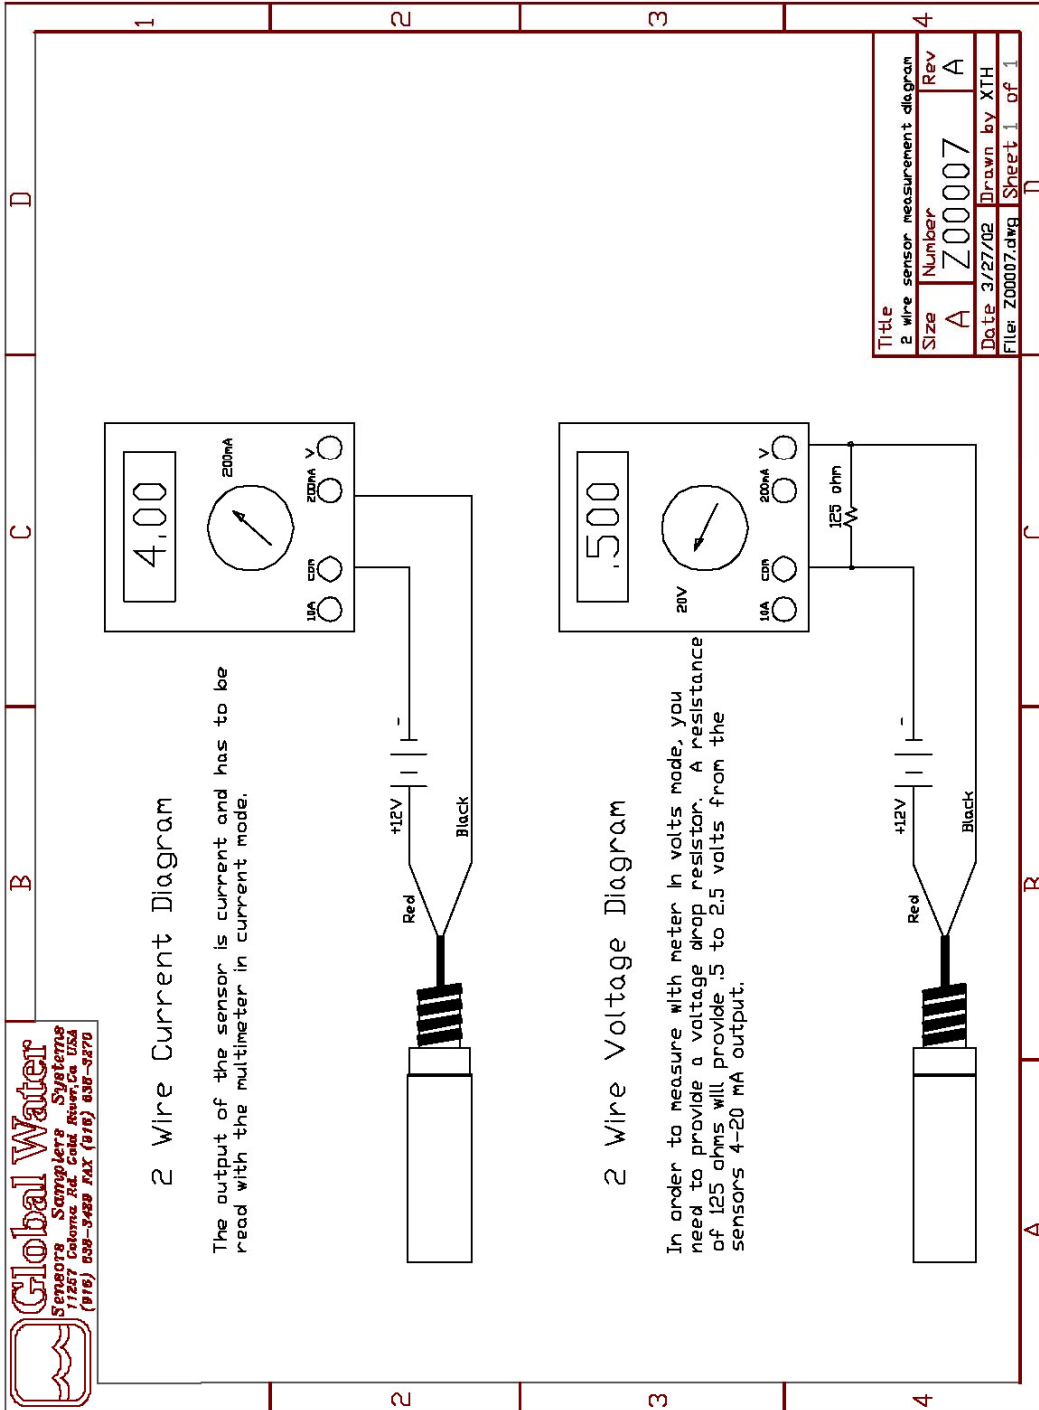 Global Water
Sensors Samplers Systems
11257 Coloma Rd. Gold River, Ca USA
(916) 638-3429 FAX (916) 638-3270
A
B
C
D
1
2
3
4
2 Wire Current Diagram
The output of the sensor is current and has to be
read with the multimeter in current mode.
Red
Black
+12V
-
4.00
200mA
10A
COM
200mA
V
2 Wire Voltage Diagram
In order to measure with meter in volts mode, you
need to provide a voltage drop resistor. A resistance
of 125 ohms will provide .5 to 2.5 volts from the
sensors 4-20 mA output.
Red
Black
+12V
-
.500
20V
10A
COM
200mA
V
125 ohm
Title
2 wire sensor measurement diagram
Size
A
Number
Z00007
Rev
A
Date 3/27/02
Drawn by XTH
File: Z00007.dwg
Sheet 1 of 1
2
3
4
B
C
D